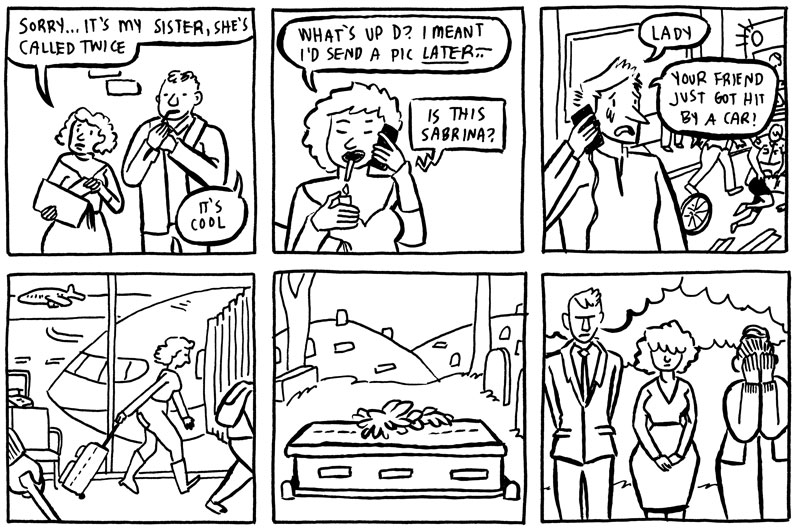 SORRY... IT'S MY SISTER, SHE'S
CALLED TWICE
IT'S
COOL
WHAT'S UP D? I MEANT
I'D SEND A PIC LATER--
IS THIS
SABRINA?
LADY
YOUR FRIEND
JUST GOT HIT
BY A CAR!